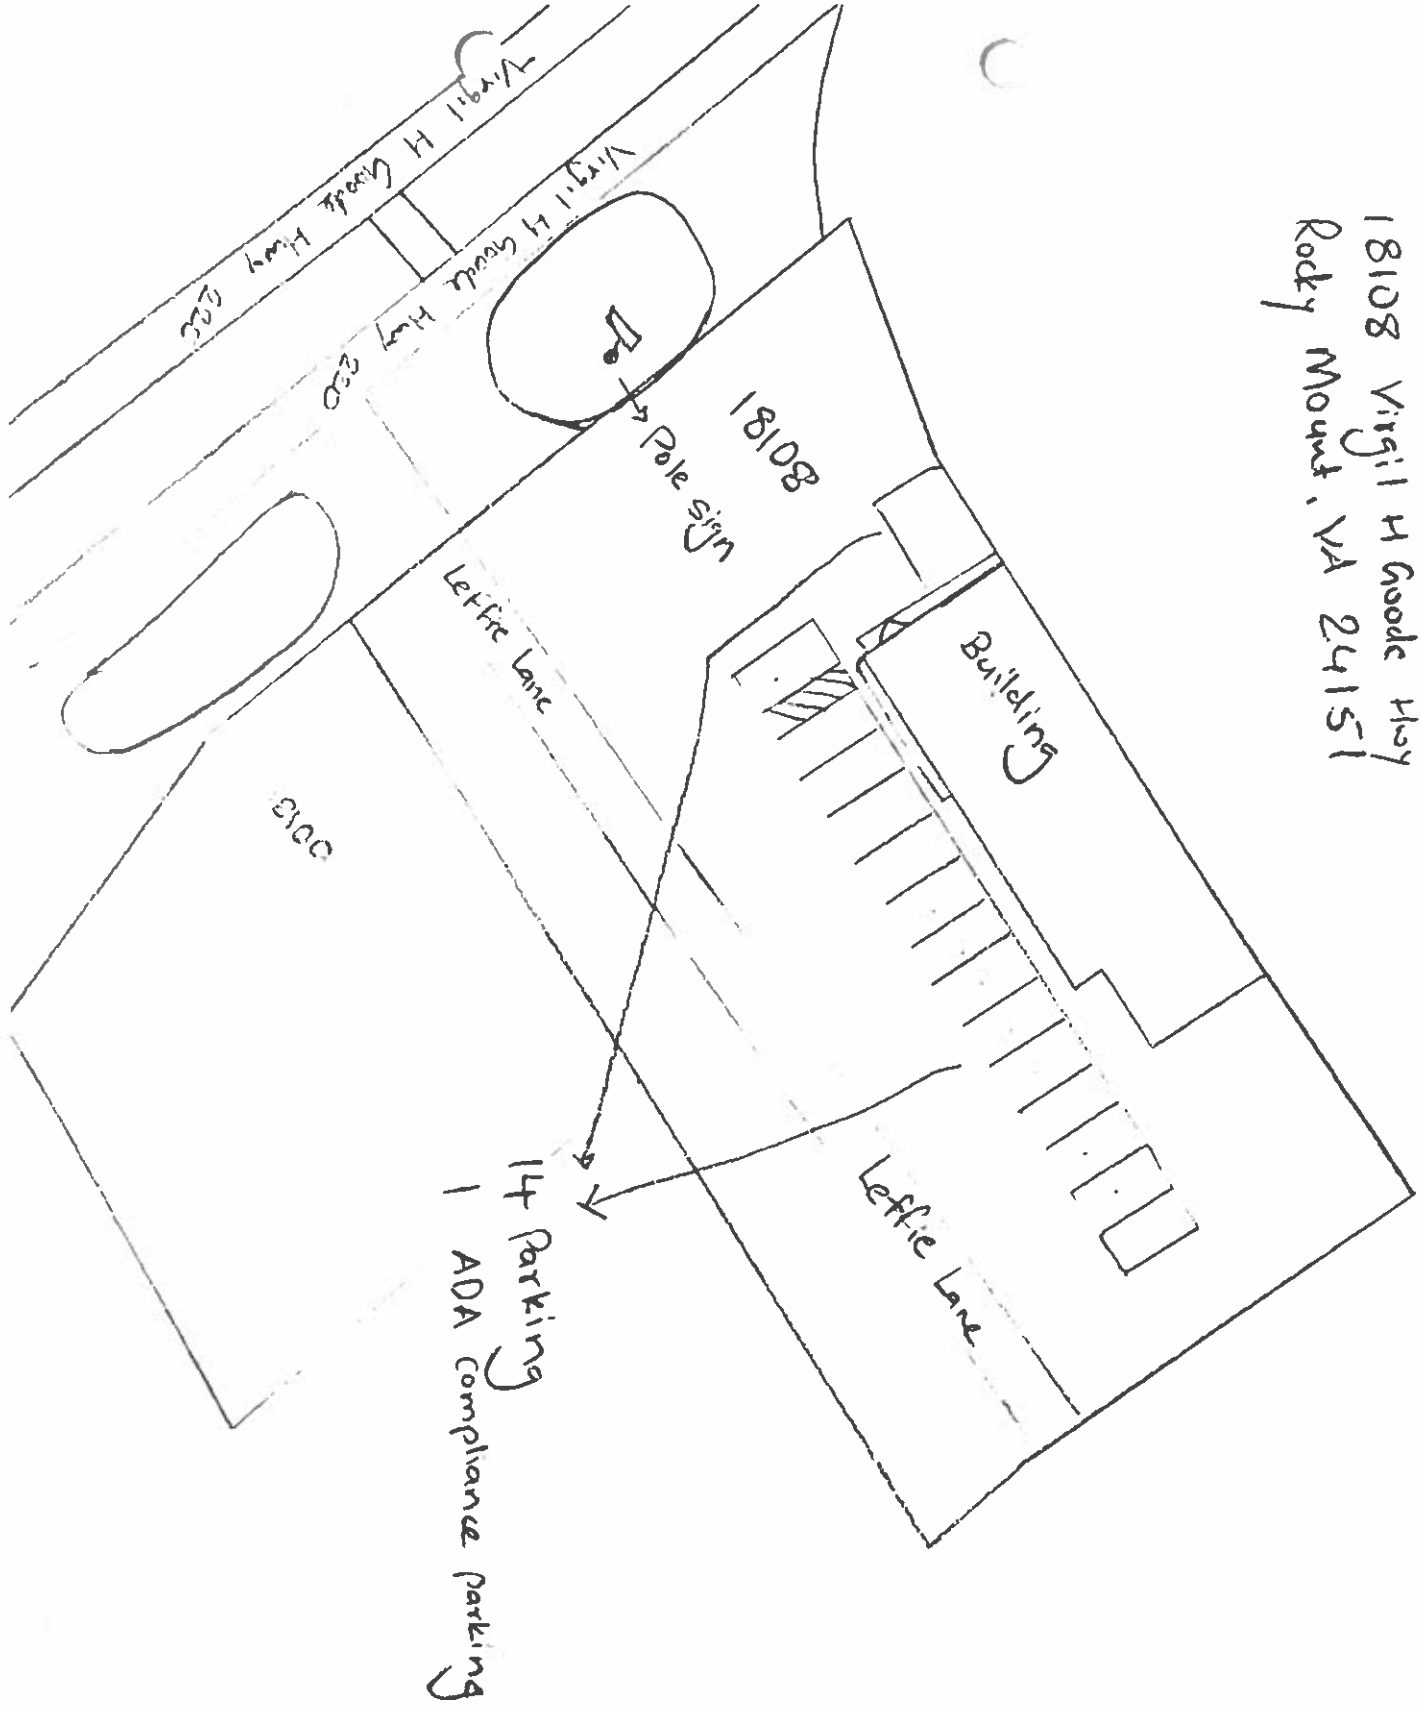 18108 Virgil H Goode Hwy
Rocky Mount, VA 24151
Virgil H Goode Hwy
220
Virgil H Goode Hwy
220
18108
Pole sign
Building
Leffie Lane
Leffie Lane
14 Parking
1 ADA Compliance parking